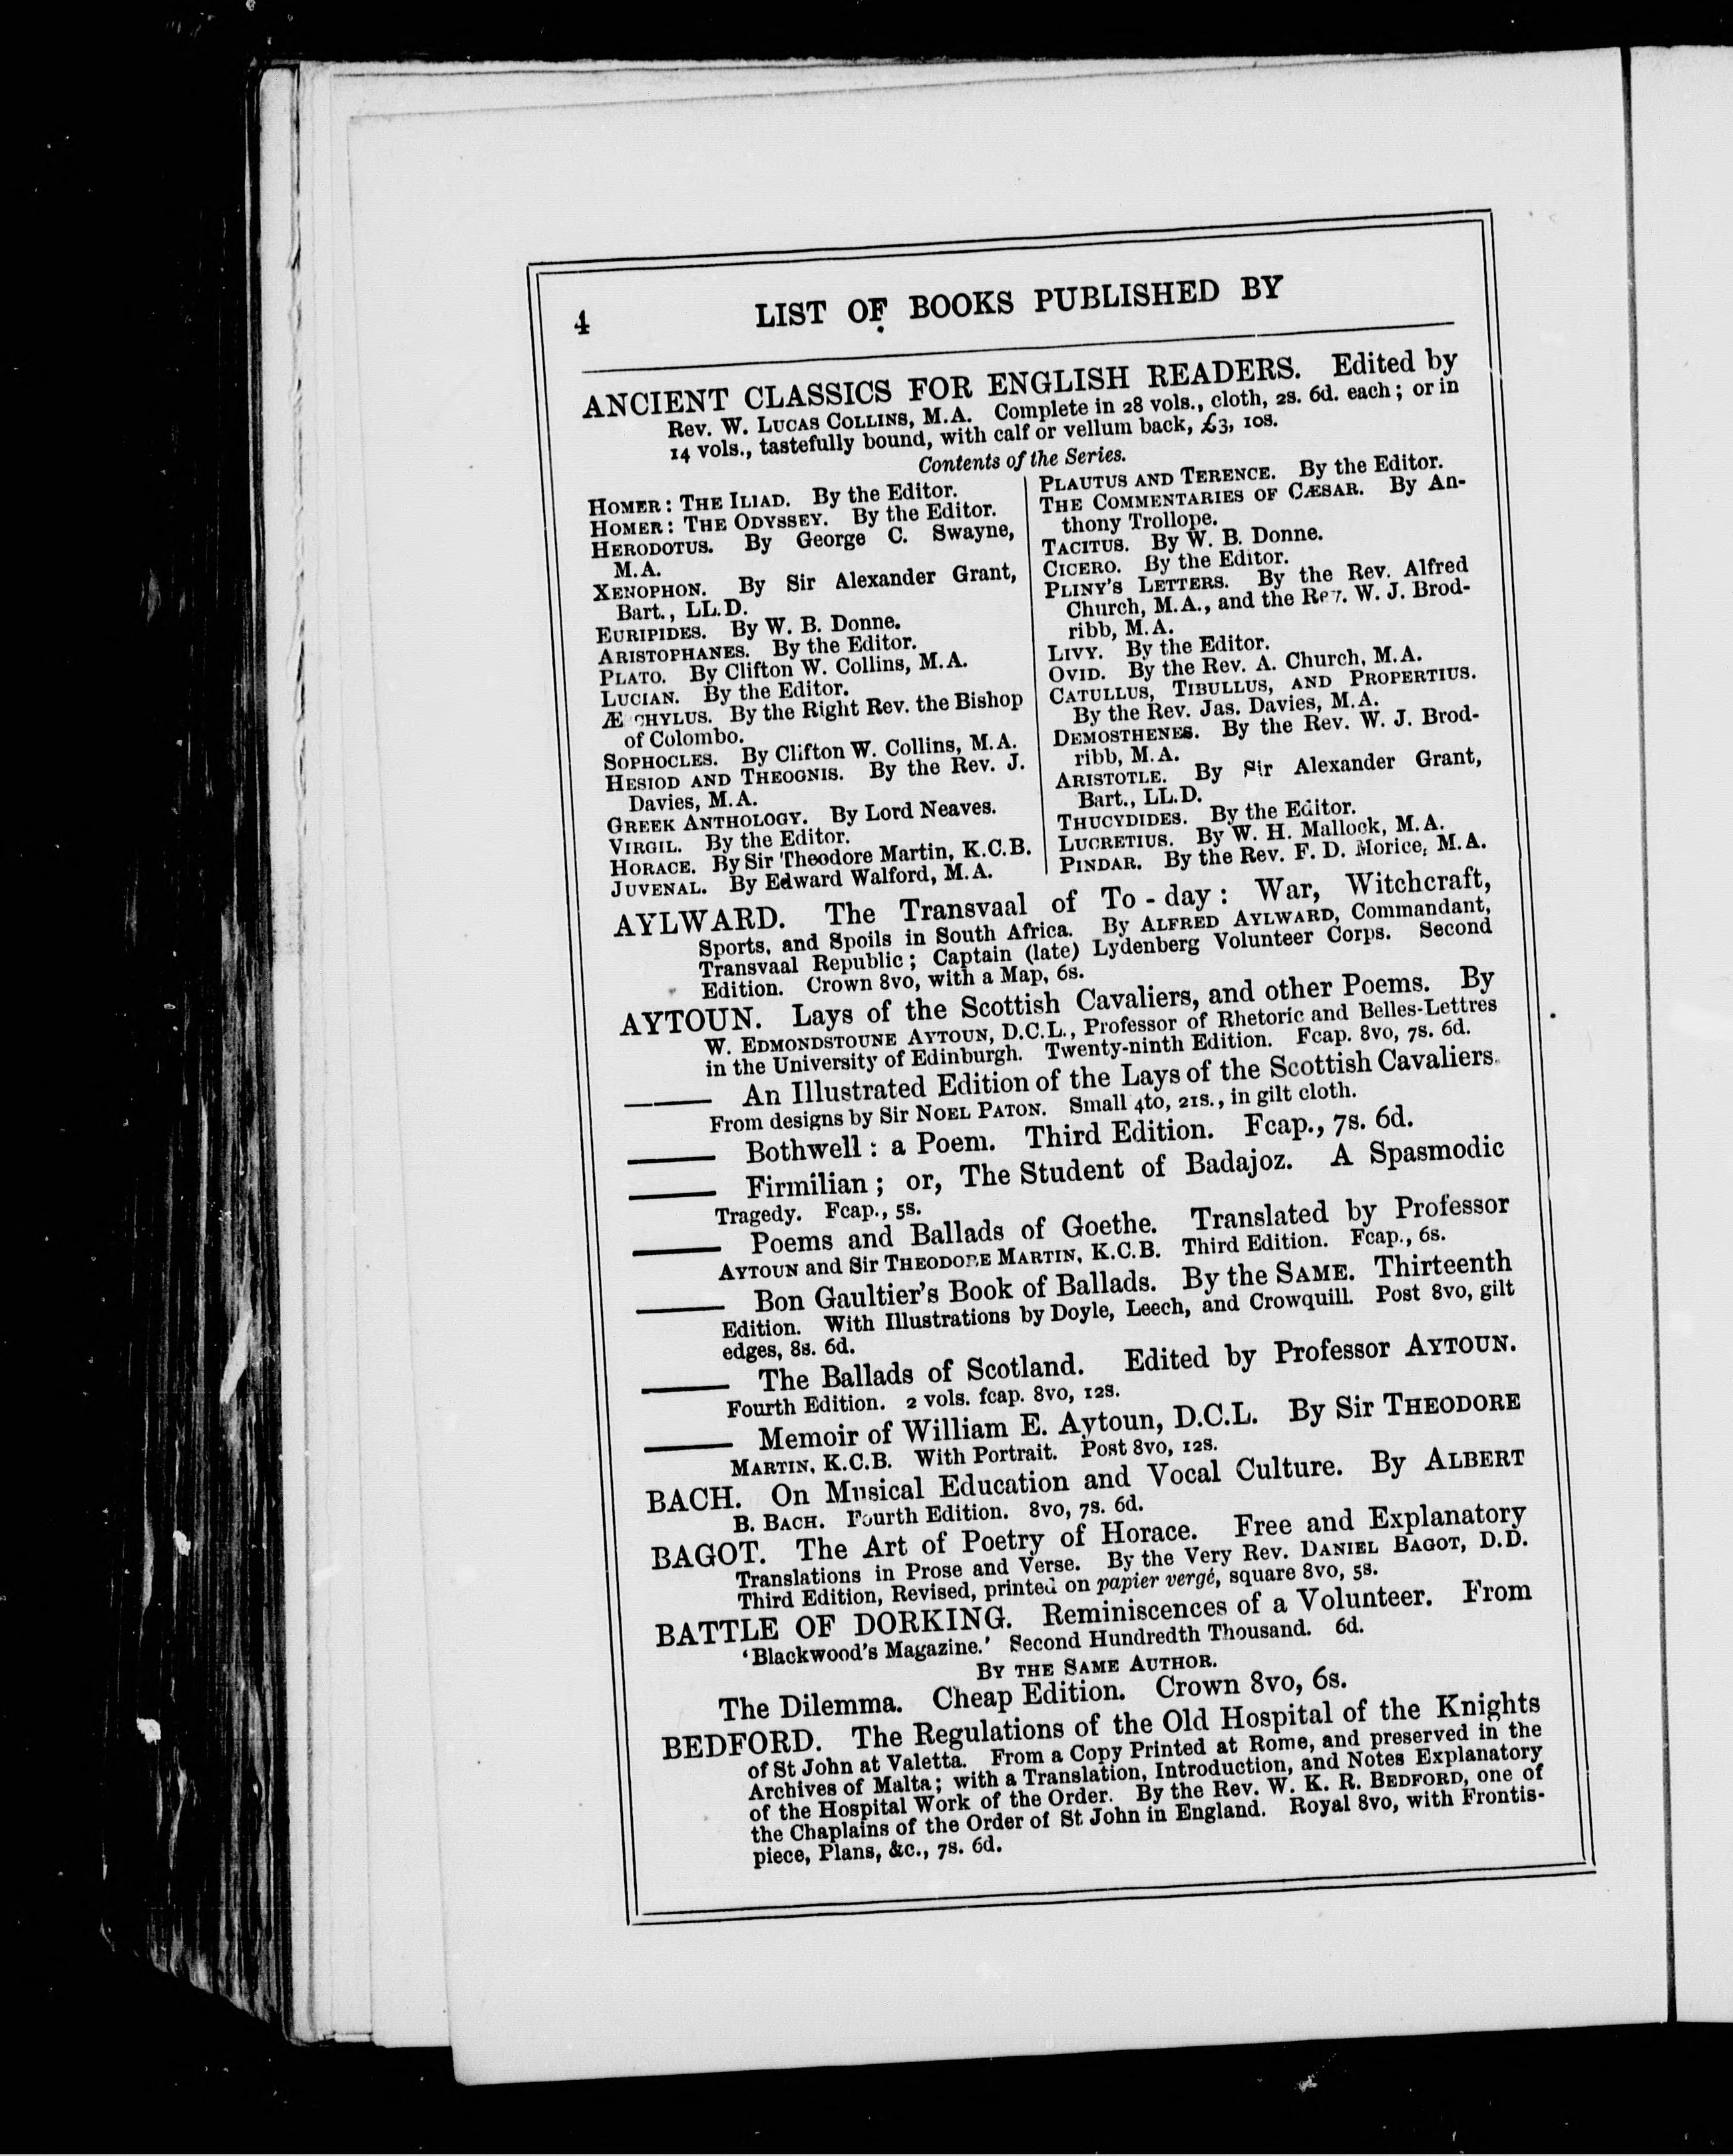 4 LIST OF BOOKS PUBLISHED BY
ANCIENT CLASSICS FOR ENGLISH READERS. Edited by
Rev. W. LUCAS COLLINS, M.A. Complete in 28 vols., cloth, 2s. 6d. each; or in
14 vols., tastefully bound, with calf or vellum back, £3, 10s.
Contents of the Series.
HOMER: THE ILIAD. By the Editor.
HOMER: THE ODYSSEY. By the Editor.
HERODOTUS. By George C. Swayne,
M.A.
XENOPHON. By Sir Alexander Grant,
Bart., LL.D.
EURIPIDES. By W. B. Donne.
ARISTOPHANES. By the Editor.
PLATO. By Clifton W. Collins, M.A.
LUCIAN. By the Editor.
ÆSCHYLUS. By the Right Rev. the Bishop
of Colombo.
SOPHOCLES. By Clifton W. Collins, M.A.
HESIOD AND THEOGNIS. By the Rev. J.
Davies, M.A.
GREEK ANTHOLOGY. By Lord Neaves.
VIRGIL. By the Editor.
HORACE. By Sir Theodore Martin, K.C.B.
JUVENAL. By Edward Walford, M.A.
PLAUTUS AND TERENCE. By the Editor.
THE COMMENTARIES OF CÆSAR. By An-
thony Trollope.
TACITUS. By W. B. Donne.
CICERO. By the Editor.
PLINY'S LETTERS. By the Rev. Alfred
Church, M.A., and the Rev. W. J. Brod-
ribb, M.A.
LIVY. By the Editor.
OVID. By the Rev. A. Church, M.A.
CATULLUS, TIBULLUS, AND PROPERTIUS.
By the Rev. Jas. Davies, M.A.
DEMOSTHENES. By the Rev. W. J. Brod-
ribb, M.A.
ARISTOTLE. By Sir Alexander Grant,
Bart., LL.D.
THUCYDIDES. By the Editor.
LUCRETIUS. By W. H. Mallock, M.A.
PINDAR. By the Rev. F. D. Morice, M.A.
AYLWARD. The Transvaal of To-day: War, Witchcraft,
Sports, and Spoils in South Africa. By ALFRED AYLWARD, Commandant,
Transvaal Republic; Captain (late) Lydenberg Volunteer Corps. Second
Edition. Crown 8vo, with a Map, 6s.
AYTOUN. Lays of the Scottish Cavaliers, and other Poems. By
W. EDMONDSTOUNE AYTOUN, D.C.L., Professor of Rhetoric and Belles-Lettres
in the University of Edinburgh. Twenty-ninth Edition. Fcap. 8vo, 7s. 6d.
——— An Illustrated Edition of the Lays of the Scottish Cavaliers.
From designs by Sir NOEL PATON. Small 4to, 21s., in gilt cloth.
——— Bothwell: a Poem. Third Edition. Fcap., 7s. 6d.
——— Firmilian; or, The Student of Badajoz. A Spasmodic
Tragedy. Fcap., 5s.
——— Poems and Ballads of Goethe. Translated by Professor
AYTOUN and Sir THEODORE MARTIN, K.C.B. Third Edition. Fcap., 6s.
——— Bon Gaultier's Book of Ballads. By the SAME. Thirteenth
Edition. With Illustrations by Doyle, Leech, and Crowquill. Post 8vo, gilt
edges, 8s. 6d.
——— The Ballads of Scotland. Edited by Professor AYTOUN.
Fourth Edition. 2 vols. fcap. 8vo, 12s.
——— Memoir of William E. Aytoun, D.C.L. By Sir THEODORE
MARTIN, K.C.B. With Portrait. Post 8vo, 12s.
BACH. On Musical Education and Vocal Culture. By ALBERT
B. BACH. Fourth Edition. 8vo, 7s. 6d.
BAGOT. The Art of Poetry of Horace. Free and Explanatory
Translations in Prose and Verse. By the Very Rev. DANIEL BAGOT, D.D.
Third Edition, Revised, printed on papier vergé, square 8vo, 5s.
BATTLE OF DORKING. Reminiscences of a Volunteer. From
'Blackwood's Magazine.' Second Hundredth Thousand. 6d.
BY THE SAME AUTHOR.
The Dilemma. Cheap Edition. Crown 8vo, 6s.
BEDFORD. The Regulations of the Old Hospital of the Knights
of St John at Valetta. From a Copy Printed at Rome, and preserved in the
Archives of Malta; with a Translation, Introduction, and Notes Explanatory
of the Hospital Work of the Order. By the Rev. W. K. R. BEDFORD, one of
the Chaplains of the Order of St John in England. Royal 8vo, with Frontis-
piece, Plans, &c., 7s. 6d.